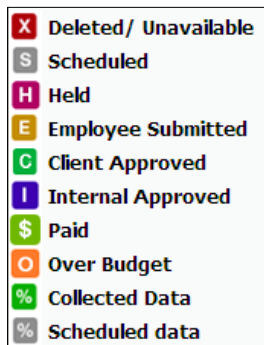 X Deleted/ Unavailable
S Scheduled
H Held
E Employee Submitted
C Client Approved
I Internal Approved
$ Paid
O Over Budget
% Collected Data
% Scheduled data